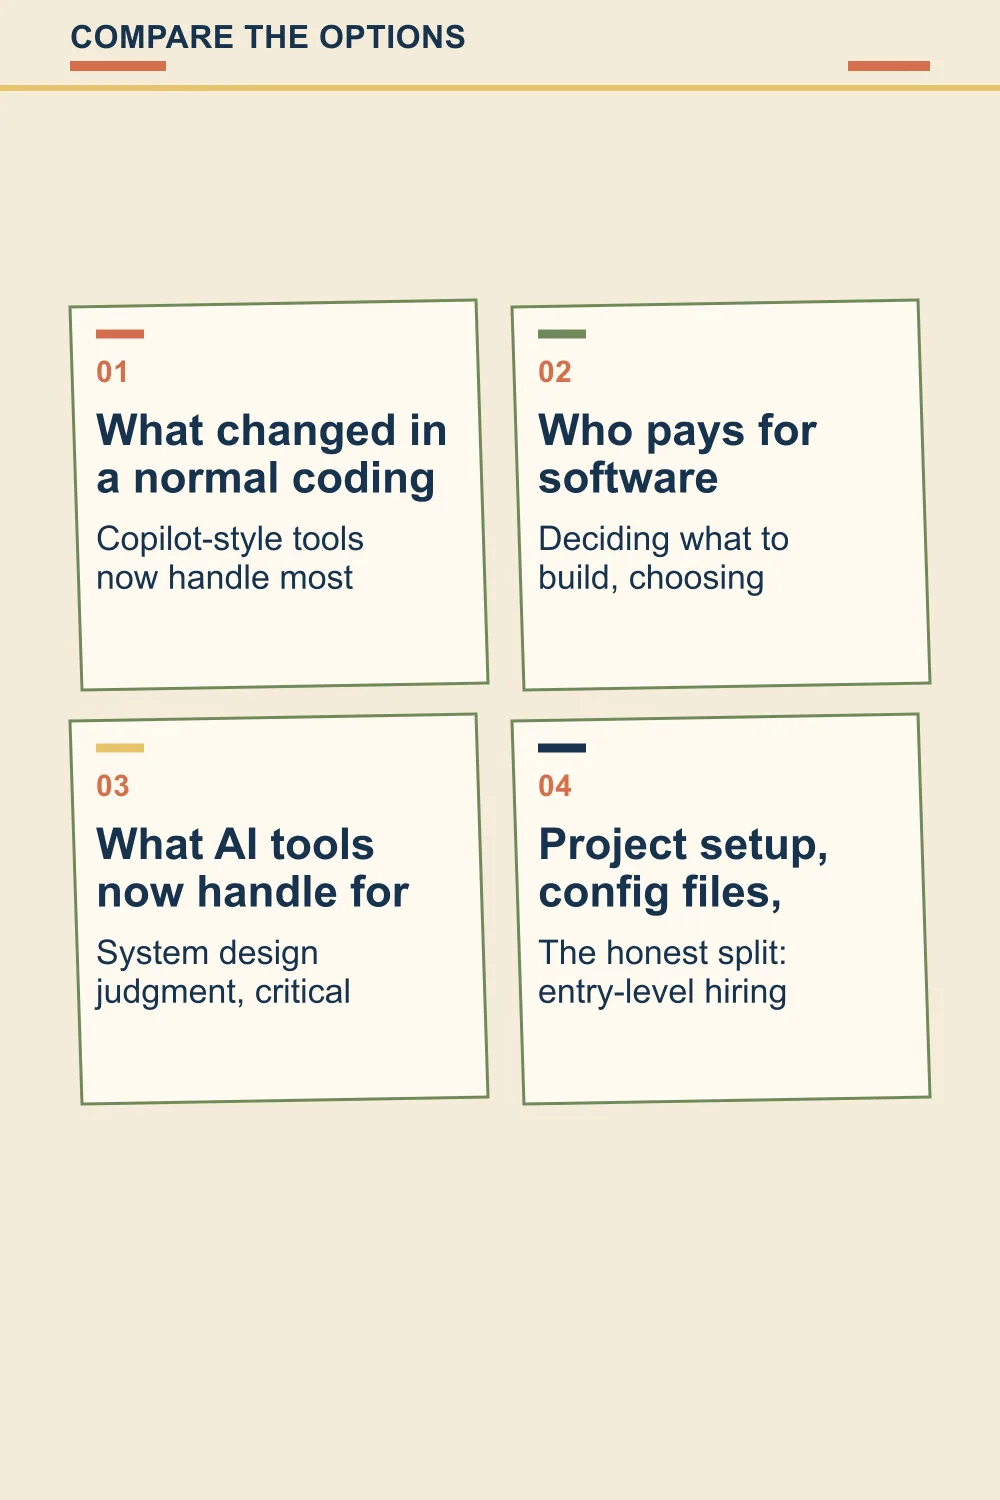 COMPARE THE OPTIONS
01
What changed in
a normal coding
Copilot-style tools
now handle most
02
Who pays for
software
Deciding what to
build, choosing
03
What AI tools
now handle for
System design
judgment, critical
04
Project setup,
config files,
The honest split:
entry-level hiring